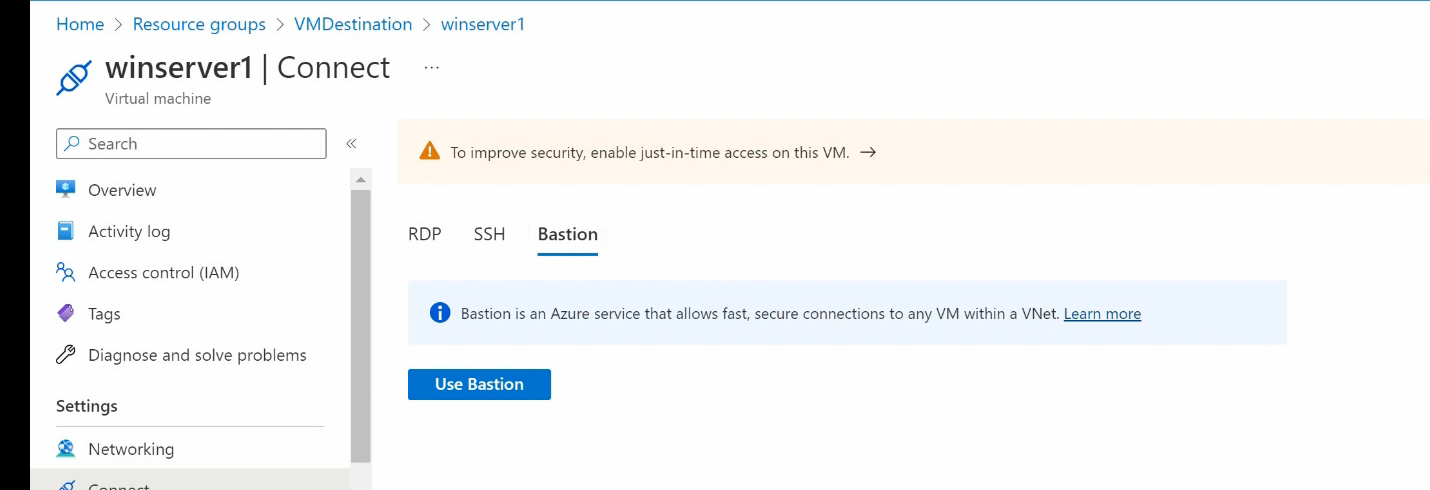 Home > Resource groups > VMDestination > winserver1
winserver1 | Connect ...
Virtual machine
Search «
Overview
Activity log
Access control (IAM)
Tags
Diagnose and solve problems
Settings
Networking
Connect
To improve security, enable just-in-time access on this VM. →
RDP SSH Bastion
Bastion is an Azure service that allows fast, secure connections to any VM within a VNet. Learn more
Use Bastion